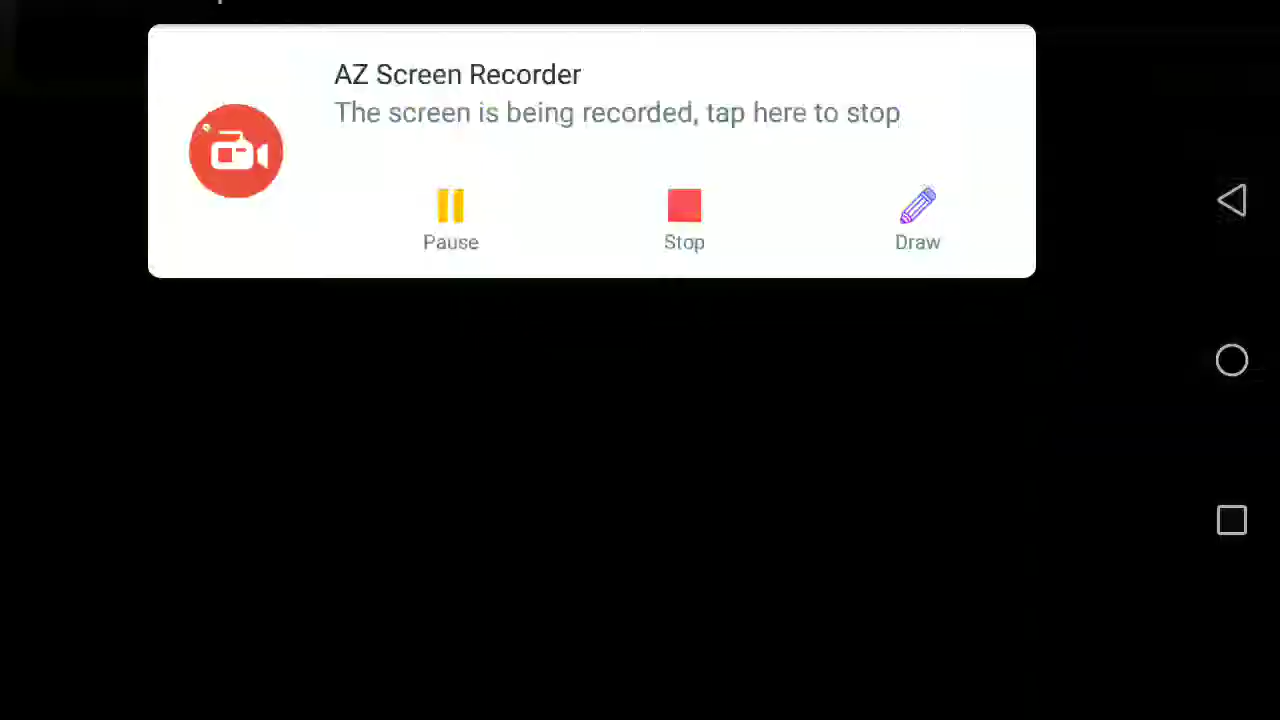 AZ Screen Recorder
The screen is being recorded, tap here to stop
Pause Stop Draw